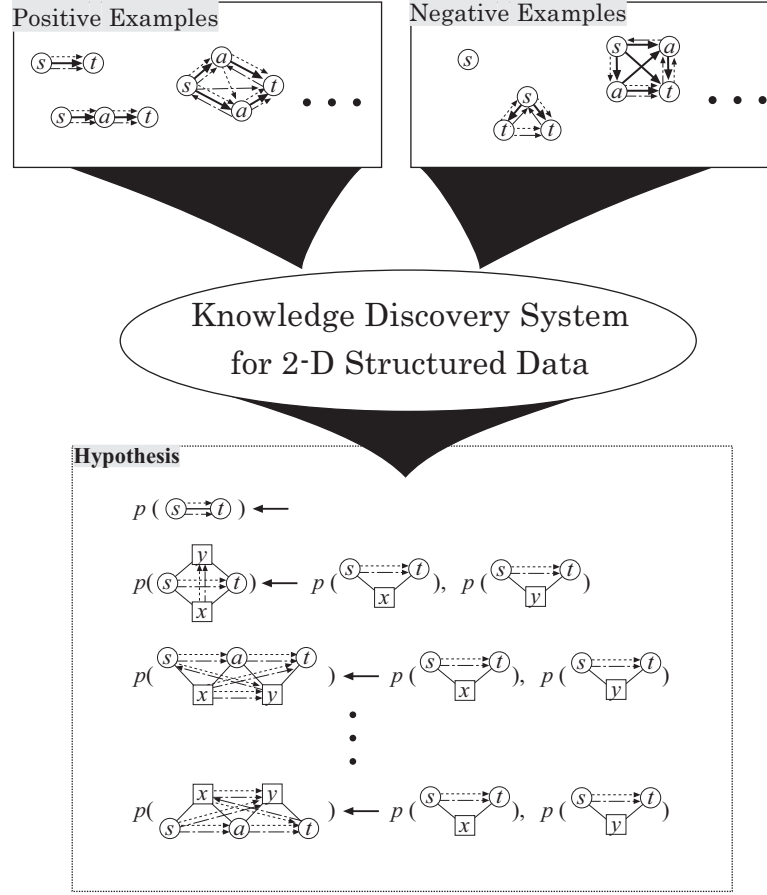 Positive Examples
Negative Examples
s t
s a t
s a a t
s
s t t
s a a t
Knowledge Discovery System
for 2-D Structured Data
Hypothesis
p ( s t ) ←
p( y s t x ) ← p ( s t x ), p ( s t y )
p( s a t x y ) ← p ( s t x ), p ( s t y )
p( x y s a t ) ← p ( s t x ), p ( s t y )